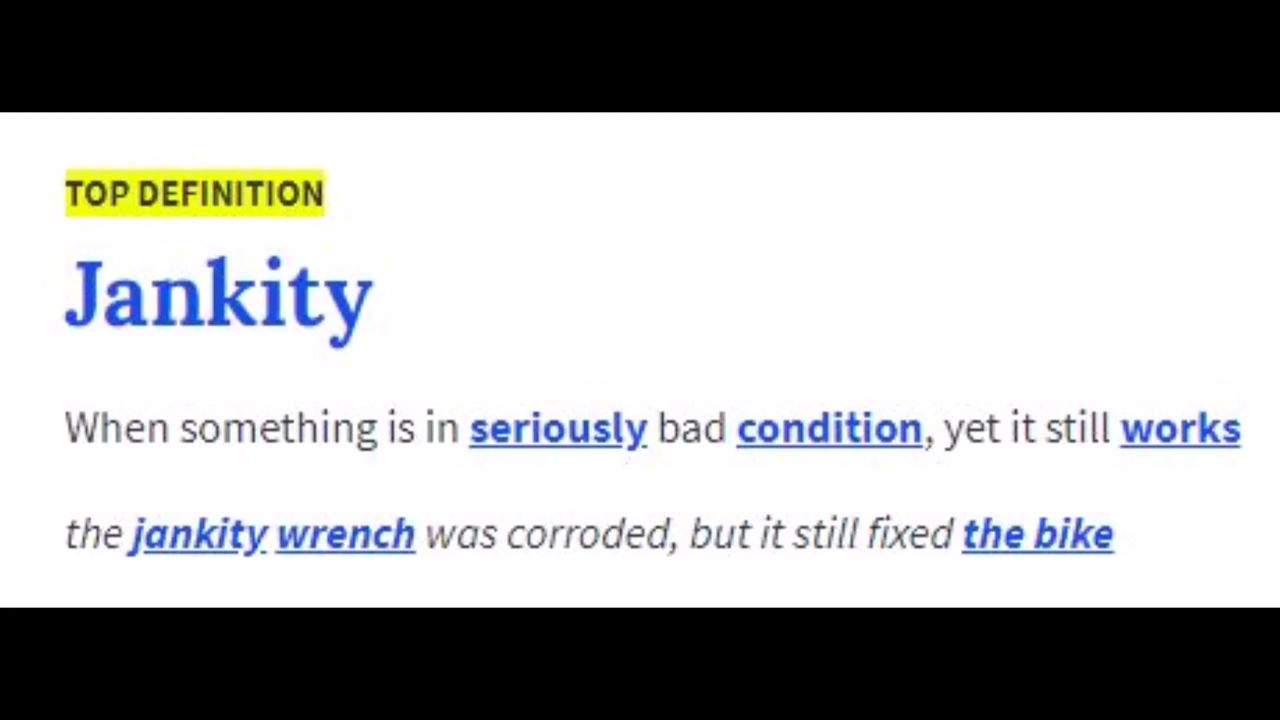 TOP DEFINITION
Jankity
When something is in seriously bad condition, yet it still works
the jankity wrench was corroded, but it still fixed the bike